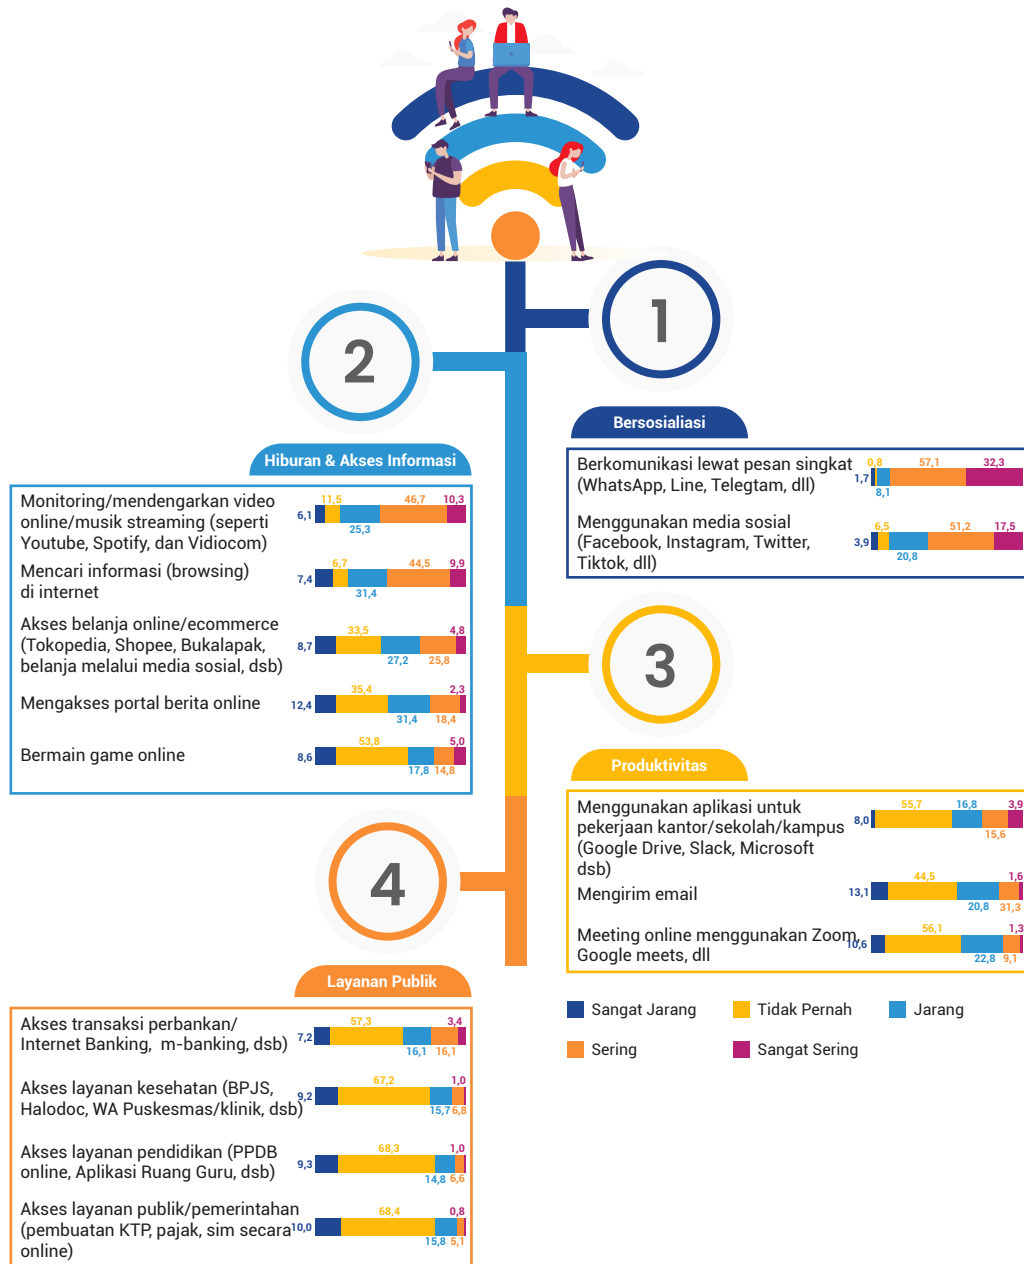 1
Bersosialiasi
Berkomunikasi lewat pesan singkat
(WhatsApp, Line, Telegtam, dll)
1,7 0,8 8,1 57,1 32,3
Menggunakan media sosial
(Facebook, Instagram, Twitter,
Tiktok, dll)
3,9 6,5 20,8 51,2 17,5
2
Hiburan & Akses Informasi
Monitoring/mendengarkan video
online/musik streaming (seperti
Youtube, Spotify, dan Vidiocom)
6,1 11,5 25,3 46,7 10,3
Mencari informasi (browsing)
di internet
7,4 6,7 31,4 44,5 9,9
Akses belanja online/ecommerce
(Tokopedia, Shopee, Bukalapak,
belanja melalui media sosial, dsb)
8,7 33,5 27,2 25,8 4,8
Mengakses portal berita online
12,4 35,4 31,4 18,4 2,3
Bermain game online
8,6 53,8 17,8 14,8 5,0
3
Produktivitas
Menggunakan aplikasi untuk
pekerjaan kantor/sekolah/kampus
(Google Drive, Slack, Microsoft
dsb)
8,0 55,7 16,8 15,6 3,9
Mengirim email
13,1 44,5 20,8 31,3 1,6
Meeting online menggunakan Zoom,
Google meets, dll
10,6 56,1 22,8 9,1 1,3
4
Layanan Publik
Akses transaksi perbankan/
Internet Banking, m-banking, dsb)
7,2 57,3 16,1 16,1 3,4
Akses layanan kesehatan (BPJS,
Halodoc, WA Puskesmas/klinik, dsb)
9,2 67,2 15,7 6,8 1,0
Akses layanan pendidikan (PPDB
online, Aplikasi Ruang Guru, dsb)
9,3 68,3 14,8 6,6 1,0
Akses layanan publik/pemerintahan
(pembuatan KTP, pajak, sim secara
online)
10,0 68,4 15,8 5,1 0,8
Sangat Jarang
Tidak Pernah
Jarang
Sering
Sangat Sering